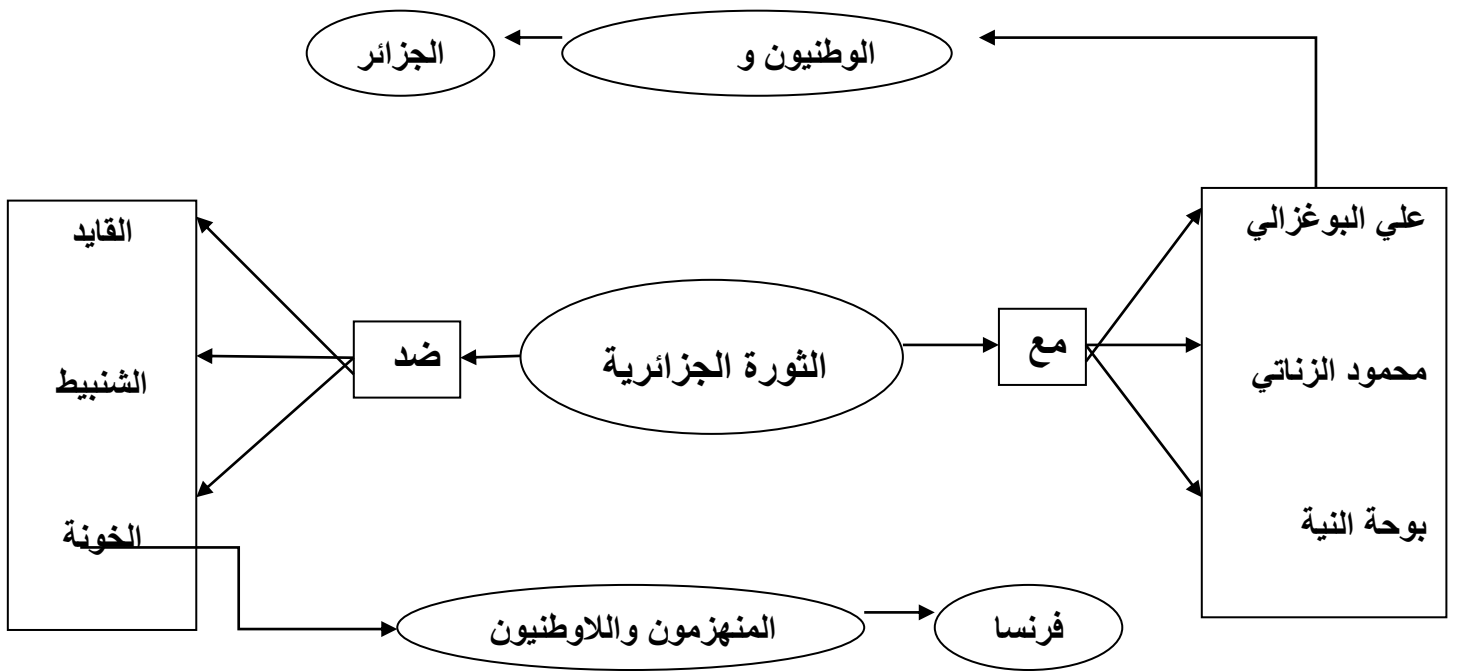 الوطنيون و
الجزائر
علي البوغزالي
محمود الزناتي
بوحة النية
مع
الثورة الجزائرية
ضد
القايد
الشنبيط
الخونة
المنهزمون واللاوطنيون
فرنسا